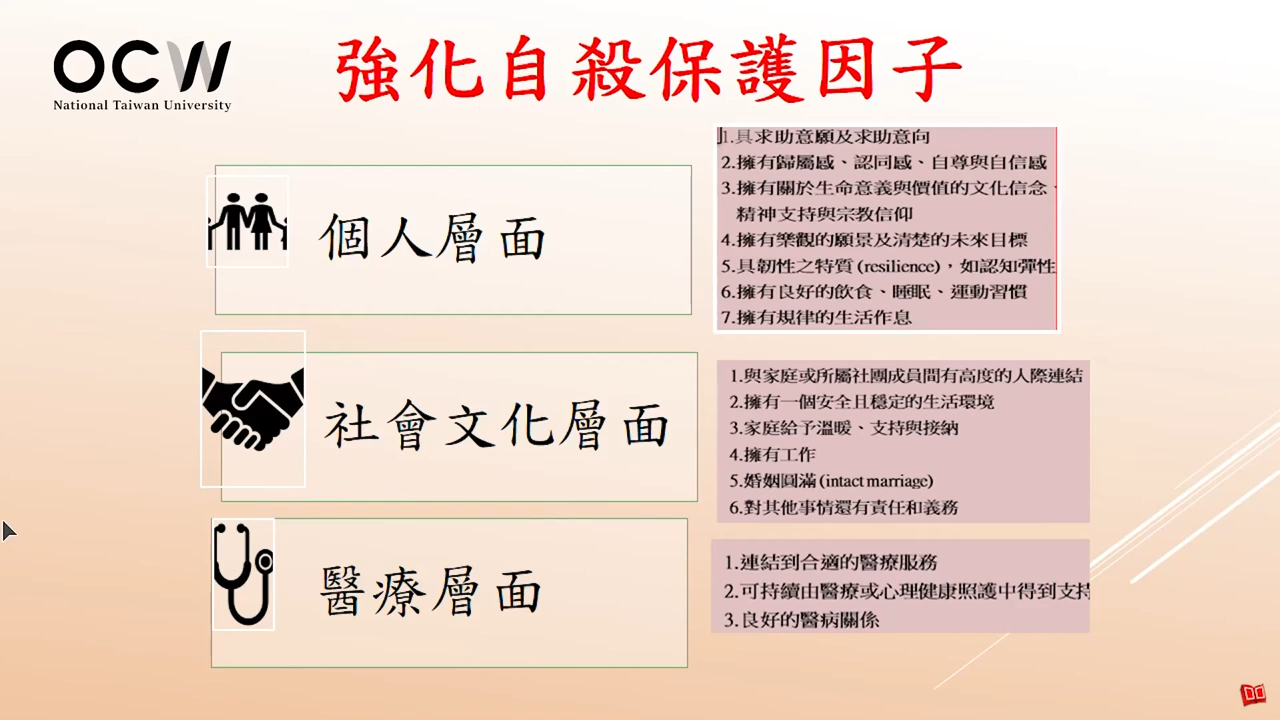 OCW
National Taiwan University
強化自殺保護因子
個人層面
1.具求助意願及求助意向
2.擁有歸屬感、認同感、自尊與自信感
3.擁有關於生命意義與價值的文化信念、
精神支持與宗教信仰
4.擁有樂觀的願景及清楚的未來目標
5.具韌性之特質(resilience),如認知彈性
6.擁有良好的飲食、睡眠、運動習慣
7.擁有規律的生活作息
社會文化層面
1.與家庭或所屬社團成員間有高度的人際連結
2.擁有一個安全且穩定的生活環境
3.家庭給予溫暖、支持與接納
4.擁有工作
5.婚姻圓滿(intact marriage)
6.對其他事情還有責任和義務
醫療層面
1.連結到合適的醫療服務
2.可持續由醫療或心理健康照護中得到支持
3.良好的醫病關係